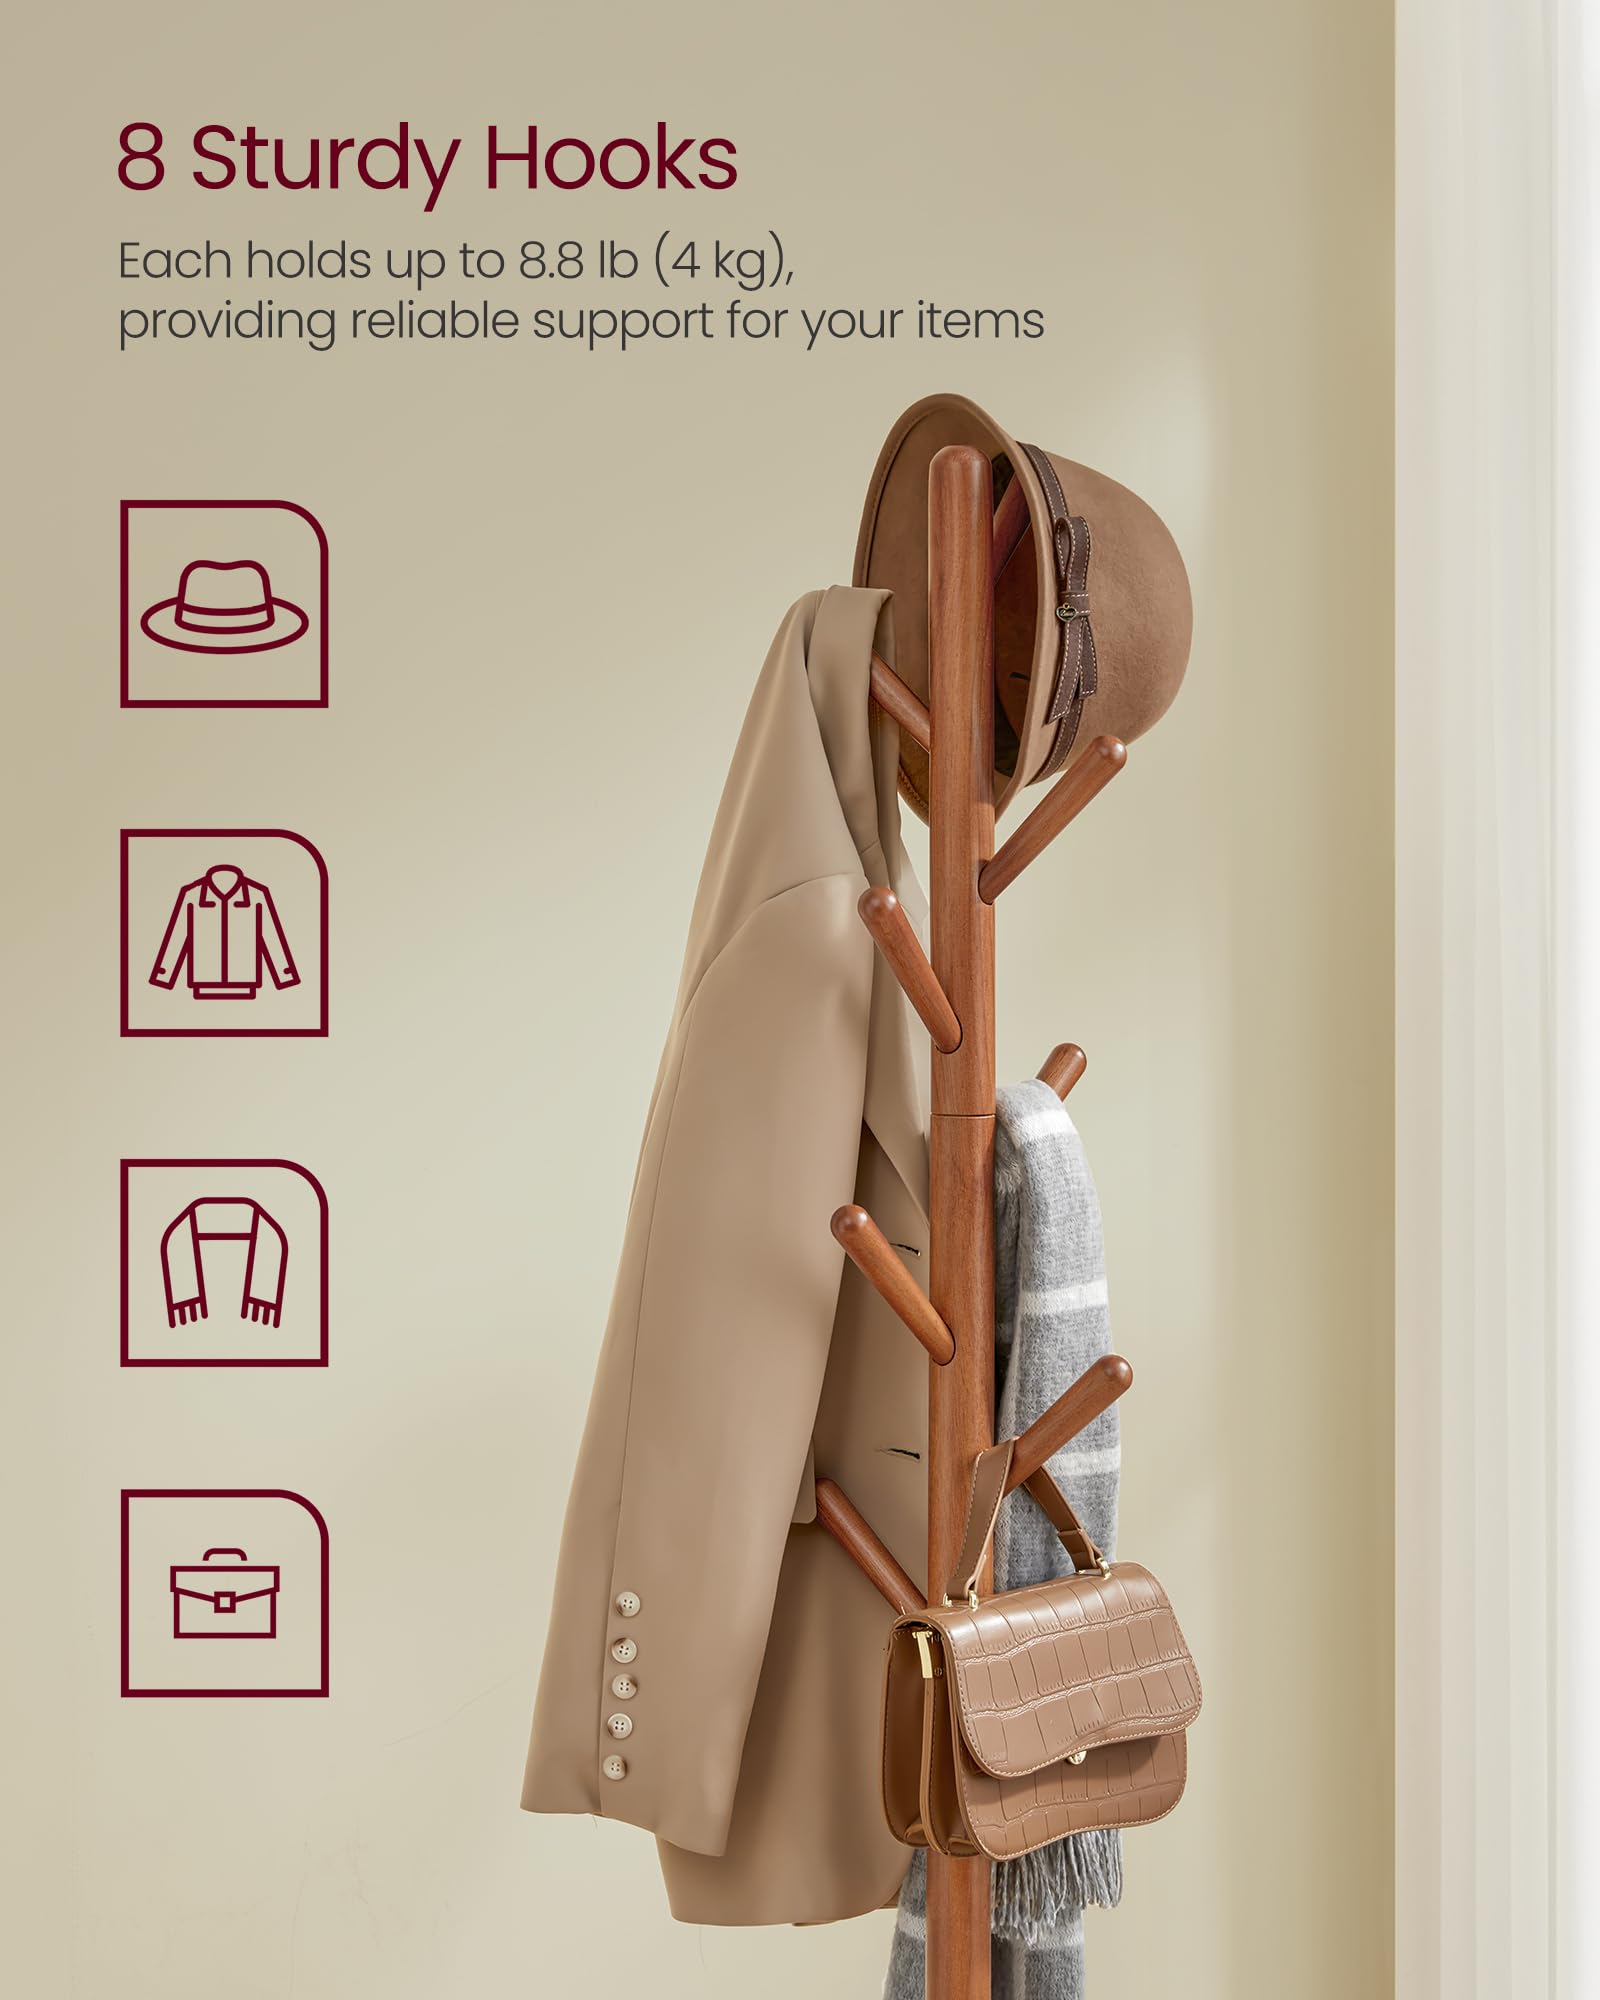 8 Sturdy Hooks
Each holds up to 8.8 lb (4 kg),
providing reliable support for your items